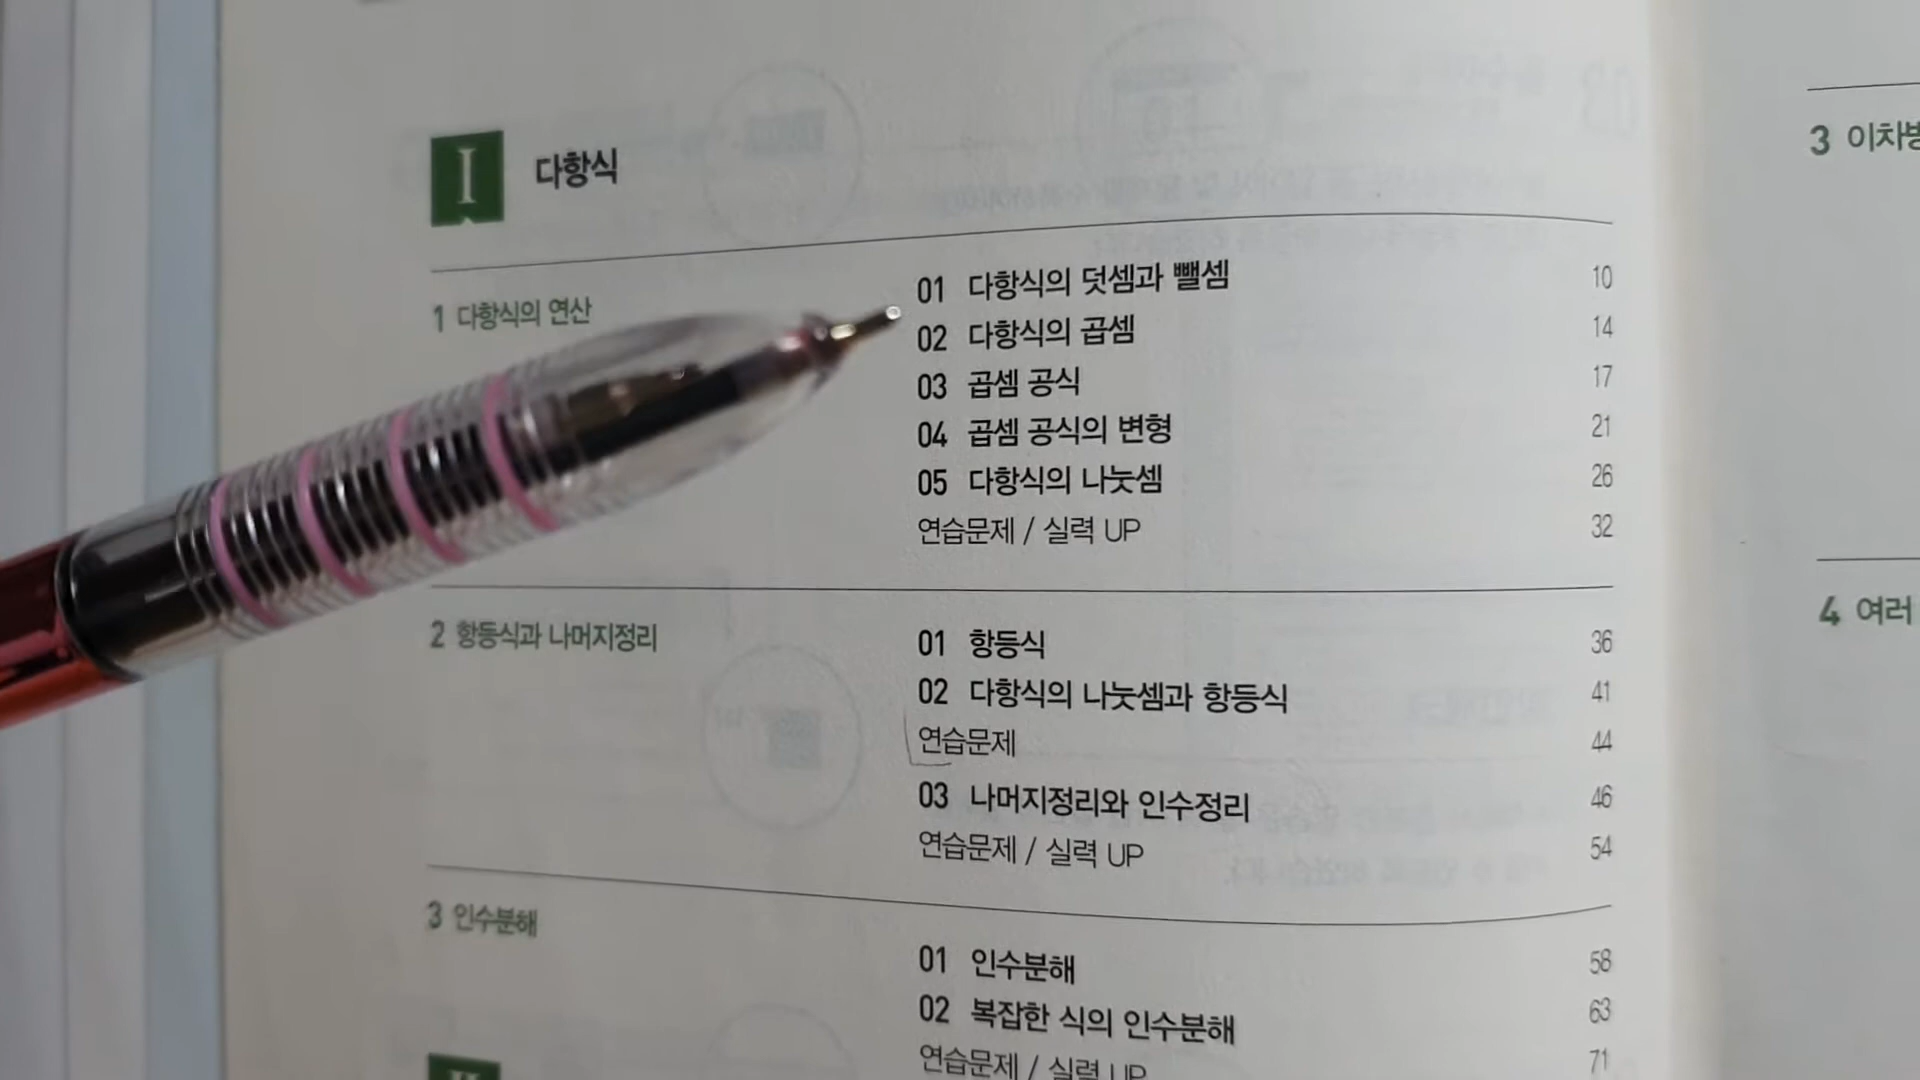 I 다항식
1 다항식의 연산
01 다항식의 덧셈과 뺄셈 10
02 다항식의 곱셈 14
03 곱셈 공식 17
04 곱셈 공식의 변형 21
05 다항식의 나눗셈 26
연습문제 / 실력 UP 32
2 항등식과 나머지정리
01 항등식 36
02 다항식의 나눗셈과 항등식 41
연습문제 44
03 나머지정리와 인수정리 46
연습문제 / 실력 UP 54
3 인수분해
01 인수분해 58
02 복잡한 식의 인수분해 63
연습문제 / 실력 UP 71
3 이차방
4 여러